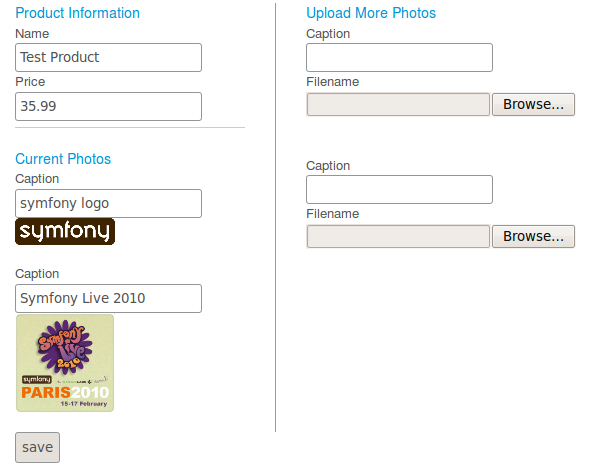 Product Information
Name
Test Product
Price
35.99
Current Photos
Caption
symfony logo
symfony
Caption
Symfony Live 2010
Symfony
Live
2010
symfony
PARIS2010
15-17 February
save
Upload More Photos
Caption
Filename
Browse...
Caption
Filename
Browse...